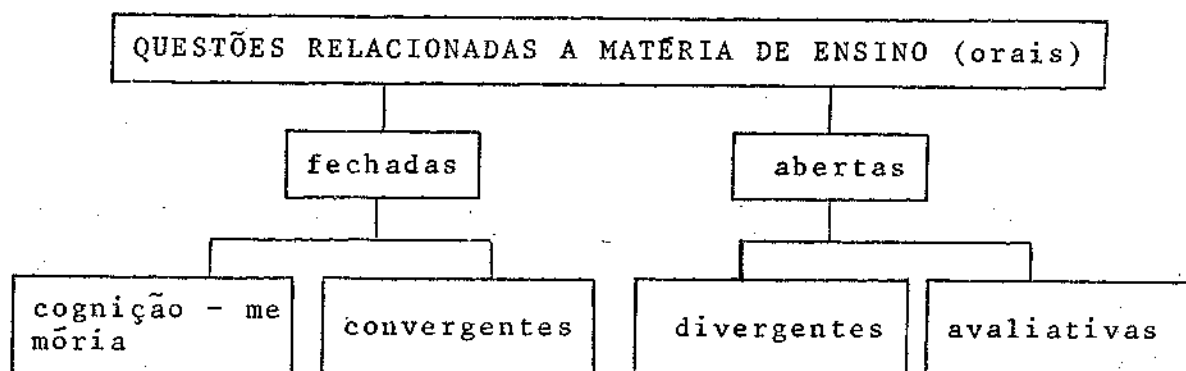 QUESTÕES RELACIONADAS A MATÉRIA DE ENSINO (orais)
fechadas
abertas
cognição - me
mória
convergentes
divergentes
avaliativas